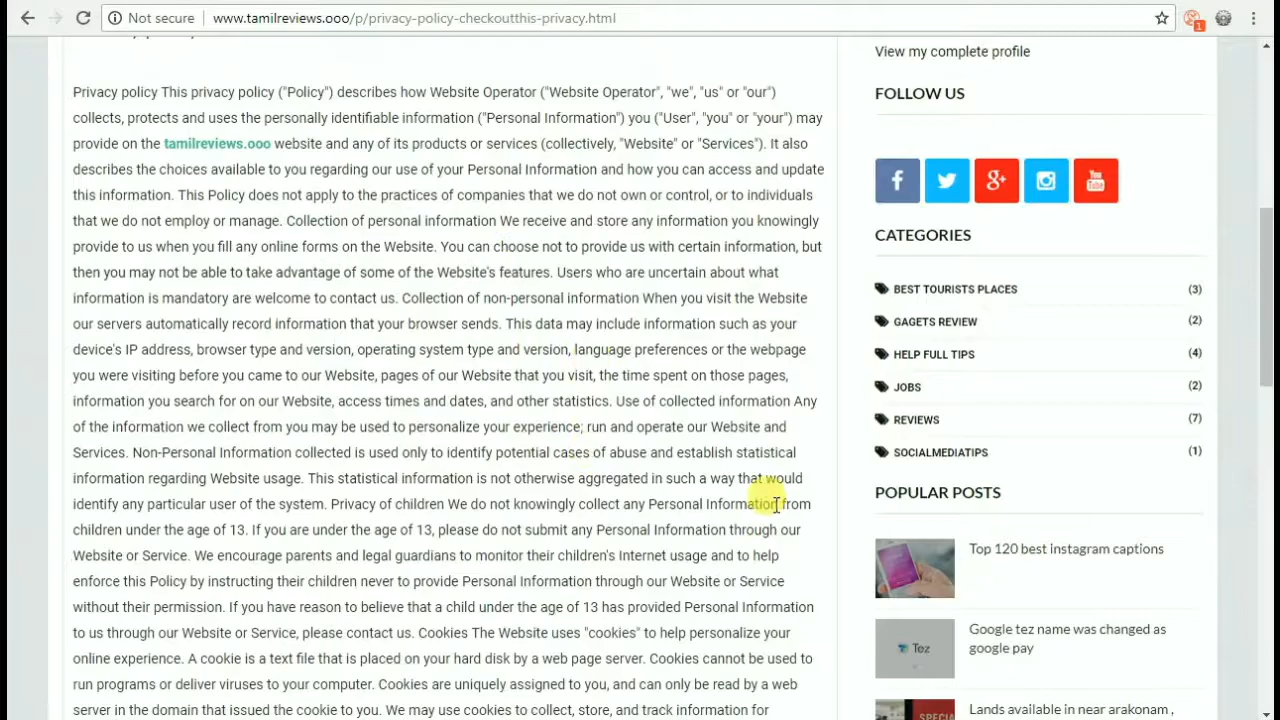 Not secure
www.tamilreviews.ooo/p/privacy-policy-checkoutthis-privacy.html
1
Privacy policy This privacy policy ("Policy") describes how Website Operator ("Website Operator", "we", "us" or "our")
collects, protects and uses the personally identifiable information ("Personal Information") you ("User", "you" or "your") may
provide on the tamilreviews.ooo website and any of its products or services (collectively, "Website" or "Services"). It also
describes the choices available to you regarding our use of your Personal Information and how you can access and update
this information. This Policy does not apply to the practices of companies that we do not own or control, or to individuals
that we do not employ or manage. Collection of personal information We receive and store any information you knowingly
provide to us when you fill any online forms on the Website. You can choose not to provide us with certain information, but
then you may not be able to take advantage of some of the Website's features. Users who are uncertain about what
information is mandatory are welcome to contact us. Collection of non-personal information When you visit the Website
our servers automatically record information that your browser sends. This data may include information such as your
device's IP address, browser type and version, operating system type and version, language preferences or the webpage
you were visiting before you came to our Website, pages of our Website that you visit, the time spent on those pages,
information you search for on our Website, access times and dates, and other statistics. Use of collected information Any
of the information we collect from you may be used to personalize your experience; run and operate our Website and
Services. Non-Personal Information collected is used only to identify potential cases of abuse and establish statistical
information regarding Website usage. This statistical information is not otherwise aggregated in such a way that would
identify any particular user of the system. Privacy of children We do not knowingly collect any Personal Information from
children under the age of 13. If you are under the age of 13, please do not submit any Personal Information through our
Website or Service. We encourage parents and legal guardians to monitor their children's Internet usage and to help
enforce this Policy by instructing their children never to provide Personal Information through our Website or Service
without their permission. If you have reason to believe that a child under the age of 13 has provided Personal Information
to us through our Website or Service, please contact us. Cookies The Website uses "cookies" to help personalize your
online experience. A cookie is a text file that is placed on your hard disk by a web page server. Cookies cannot be used to
run programs or deliver viruses to your computer. Cookies are uniquely assigned to you, and can only be read by a web
server in the domain that issued the cookie to you. We may use cookies to collect, store, and track information for
View my complete profile
FOLLOW US
You Tube
CATEGORIES
BEST TOURISTS PLACES (3)
GAGETS REVIEW (2)
HELP FULL TIPS (4)
JOBS (2)
REVIEWS (7)
SOCIALMEDIATIPS (1)
POPULAR POSTS
Top 120 best instagram captions
Tez
Google tez name was changed as
google pay
Lands available in near arakonam ,